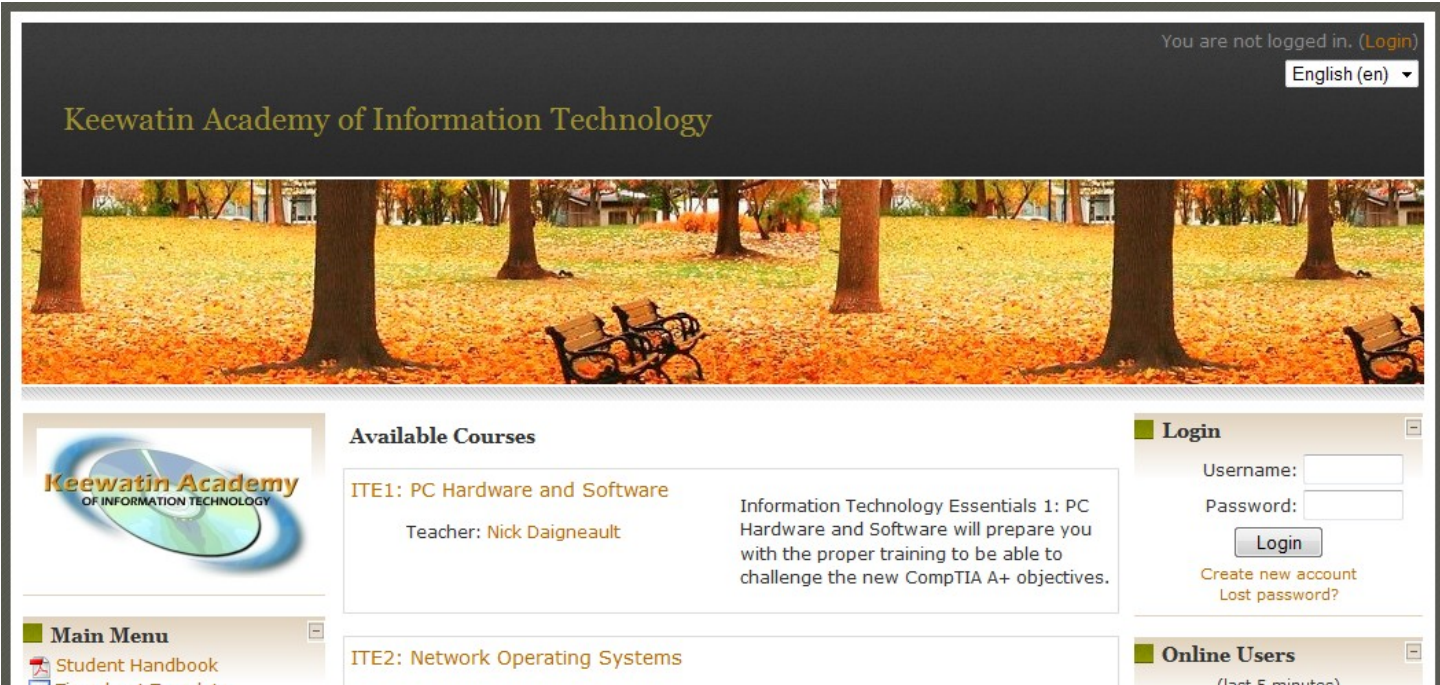 You are not logged in. (Login)
English (en)
Keewatin Academy of Information Technology
Keewatin Academy
OF INFORMATION TECHNOLOGY
Main Menu
Student Handbook
Available Courses
ITE1: PC Hardware and Software
Teacher: Nick Daigneault
Information Technology Essentials 1: PC
Hardware and Software will prepare you
with the proper training to be able to
challenge the new CompTIA A+ objectives.
ITE2: Network Operating Systems
Login
Username:
Password:
Login
Create new account
Lost password?
Online Users
(last 5 minutes)